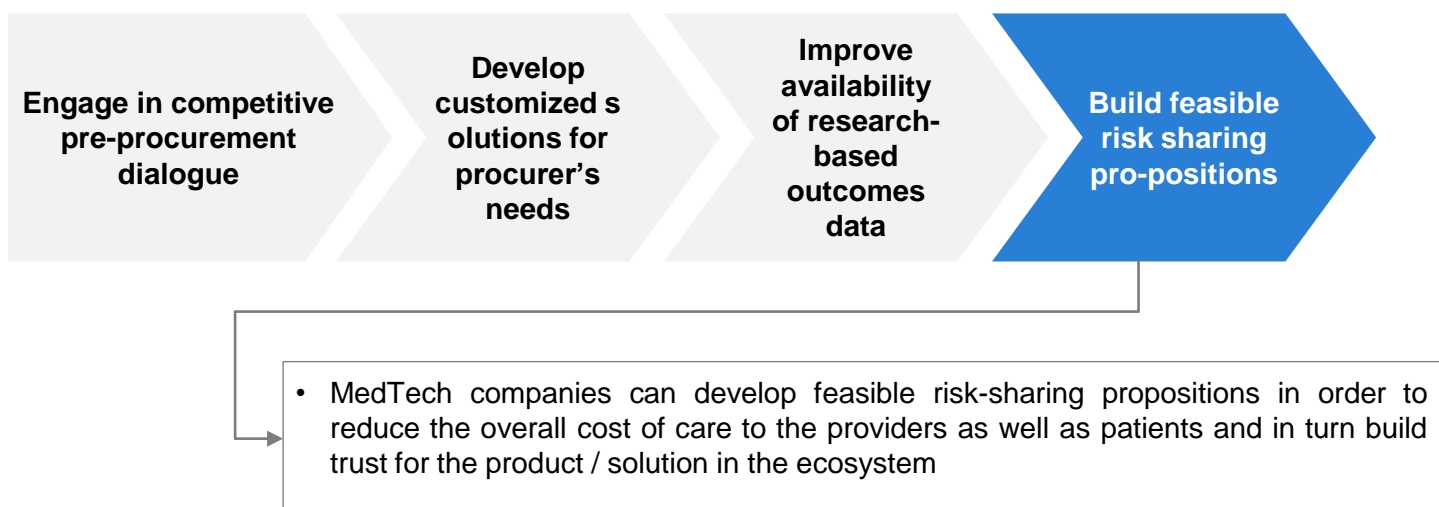 Engage in competitive
pre-procurement
dialogue
Develop
customized s
olutions for
procurer’s
needs
Improve
availability
of research-
based
outcomes
data
Build feasible
risk sharing
pro-positions
• MedTech companies can develop feasible risk-sharing propositions in order to
reduce the overall cost of care to the providers as well as patients and in turn build
trust for the product / solution in the ecosystem